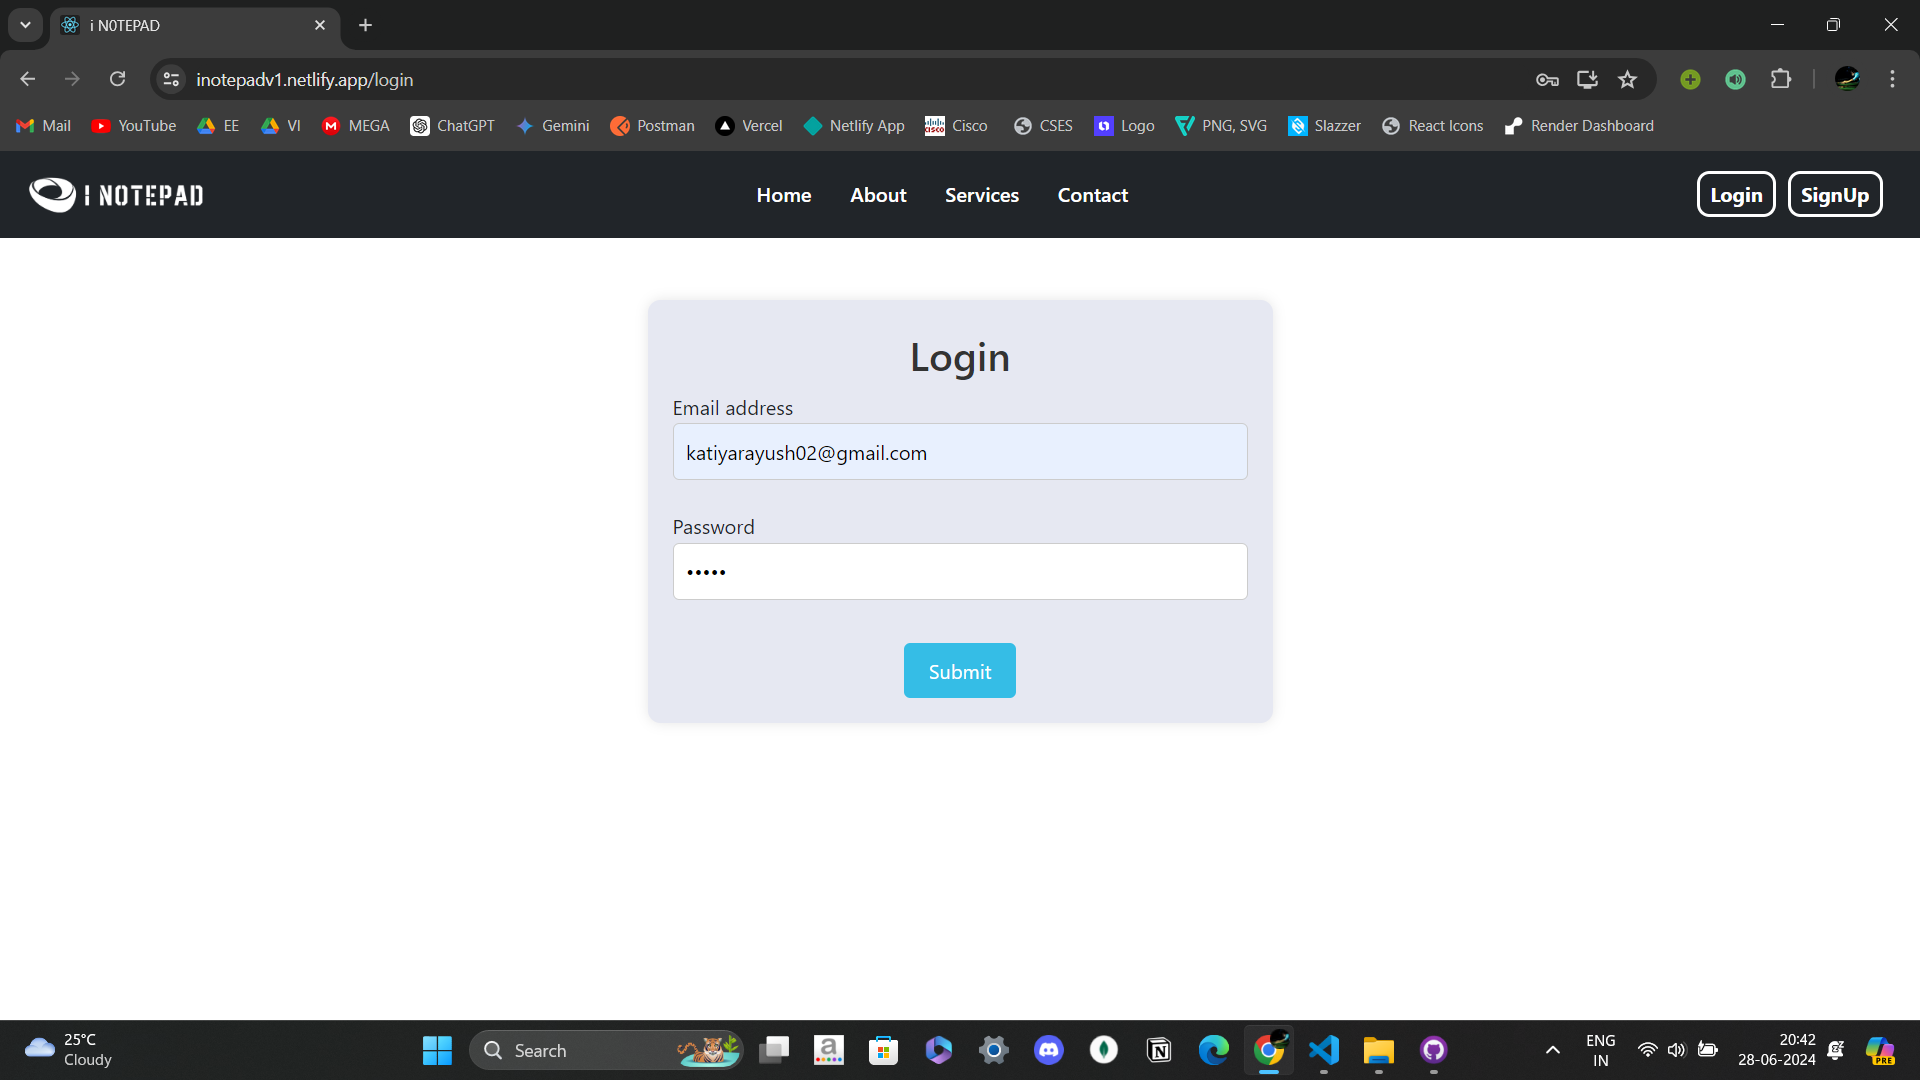 i N0TEPAD
inotepadv1.netlify.app/login
Mail YouTube EE VI MEGA ChatGPT Gemini Postman Vercel Netlify App Cisco CSES Logo PNG, SVG Slazzer React Icons Render Dashboard
I NOTEPAD Home About Services Contact Login SignUp
Login
Email address
katiyarayush02@gmail.com
Password
•••••
Submit
25°C
Cloudy
Search
ENG
IN
20:42
28-06-2024
PRE